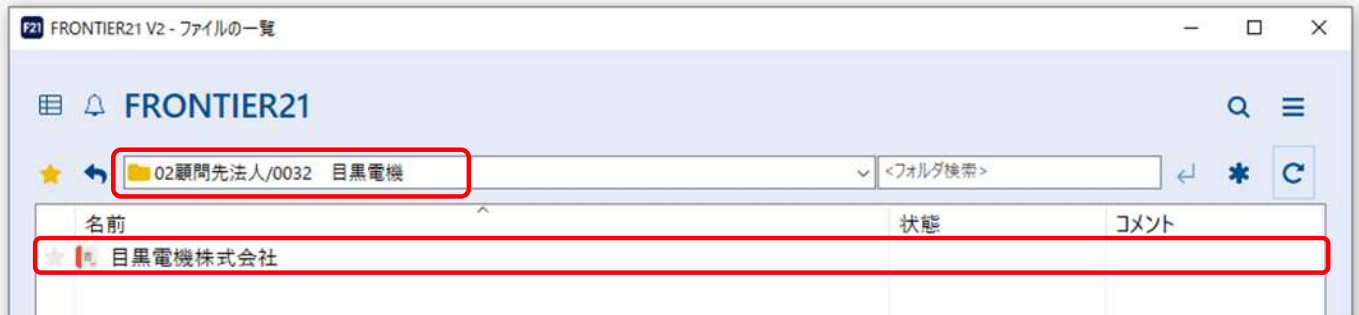 F21 FRONTIER21 V2 - ファイルの一覧
FRONTIER21
02顧問先法人/0032　目黒電機 <フォルダ検索>
名前 状態 コメント
目黒電機株式会社